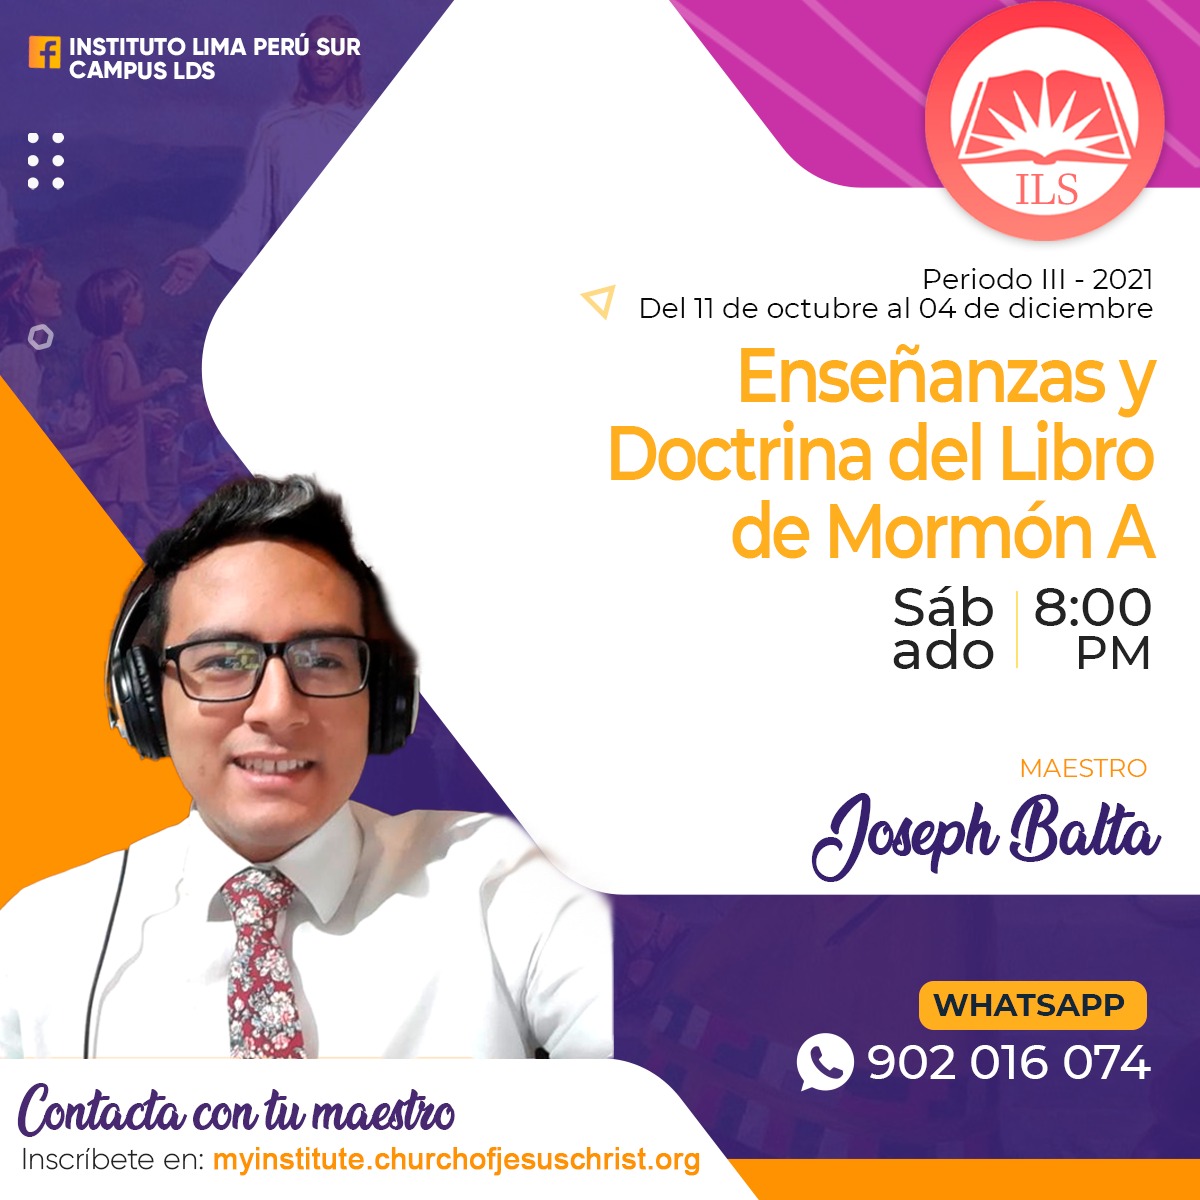 INSTITUTO LIMA PERÚ SUR
CAMPUS LDS
ILS
Periodo III - 2021
Del 11 de octubre al 04 de diciembre
Enseñanzas y
Doctrina del Libro
de Mormón A
Sáb
ado
8:00
PM
MAESTRO
Joseph Balta
WHATSAPP
902 016 074
Contacta con tu maestro
Inscríbete en: myinstitute.churchofjesuschrist.org